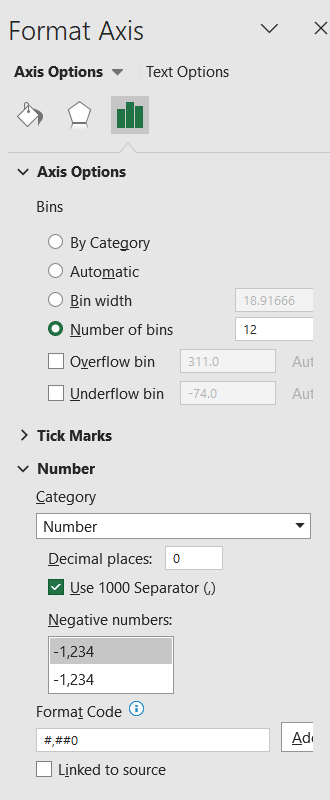 Format Axis
Axis Options Text Options
Axis Options
Bins
By Category
Automatic
Bin width 18.91666
Number of bins 12
Overflow bin 311.0 Aut
Underflow bin -74.0 Aut
Tick Marks
Number
Category
Number
Decimal places: 0
Use 1000 Separator (,)
Negative numbers:
-1,234
-1,234
Format Code
#,##0 Add
Linked to source